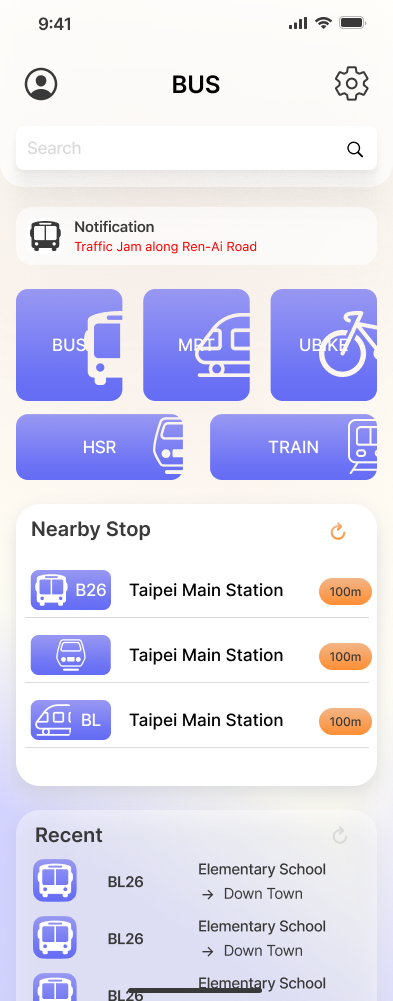 9:41
BUS
Search
Notification
Traffic Jam along Ren-Ai Road
BUS
MRT
UBIKE
HSR
TRAIN
Nearby Stop
B26
Taipei Main Station
100m
Taipei Main Station
100m
BL
Taipei Main Station
100m
Recent
BL26
Elementary School
→ Down Town
BL26
Elementary School
→ Down Town
BL26
Elementary School